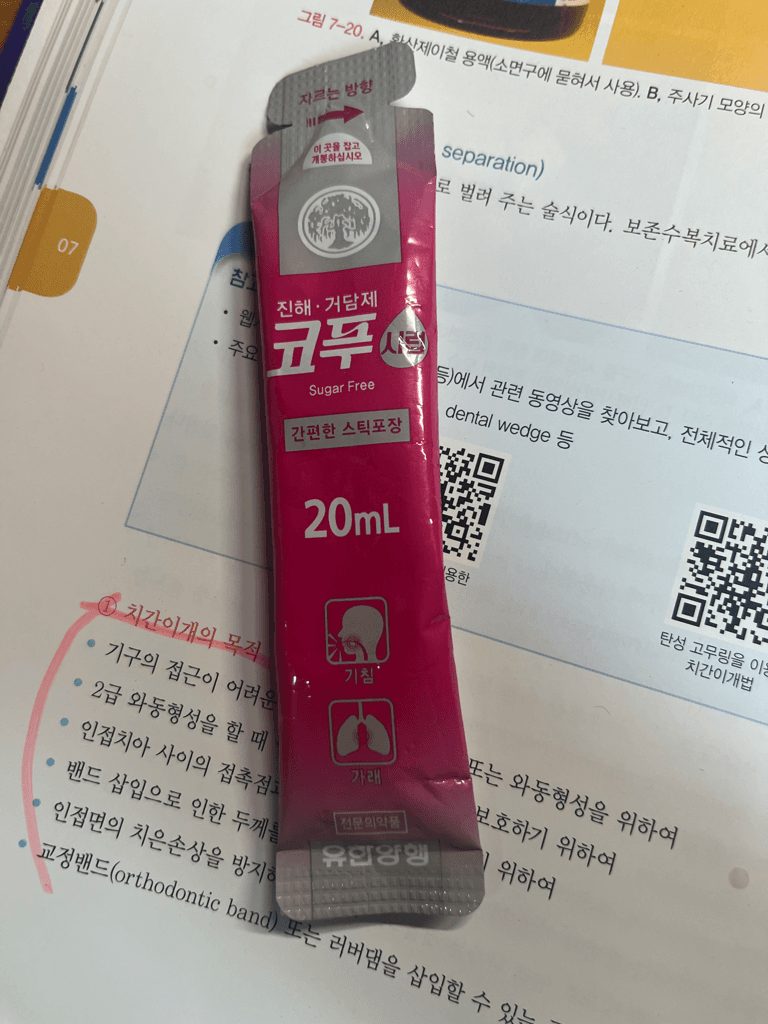 그림 7-20. A, 황산제이철 용액(소면구에 묻혀서 사용). B, 주사기 모양의
separation)
로 벌려 주는 술식이다. 보존수복치료에서
07
등)에서 관련 동영상을 찾아보고, 전체적인
dental wedge 등
탄성 고무링을
치간이개법
자르는 방향
이 곳을 잡고
개봉하십시오
진해·거담제
코푸 시럽
Sugar Free
간편한 스틱포장
20mL
기침
가래
전문의약품
유한양행
① 치간이개의 목적
기구의 접근이 어려운
• 2급 와동형성을 할 때
• 인접치아 사이의 접촉점
또는 와동형성을 위하여
• 밴드 삽입으로 인한 두께를
보호하기 위하여
• 인접면의 치은손상을 방지하
위하여
• 교정밴드(orthodontic band) 또는 러버댐을 삽입할 수 있는